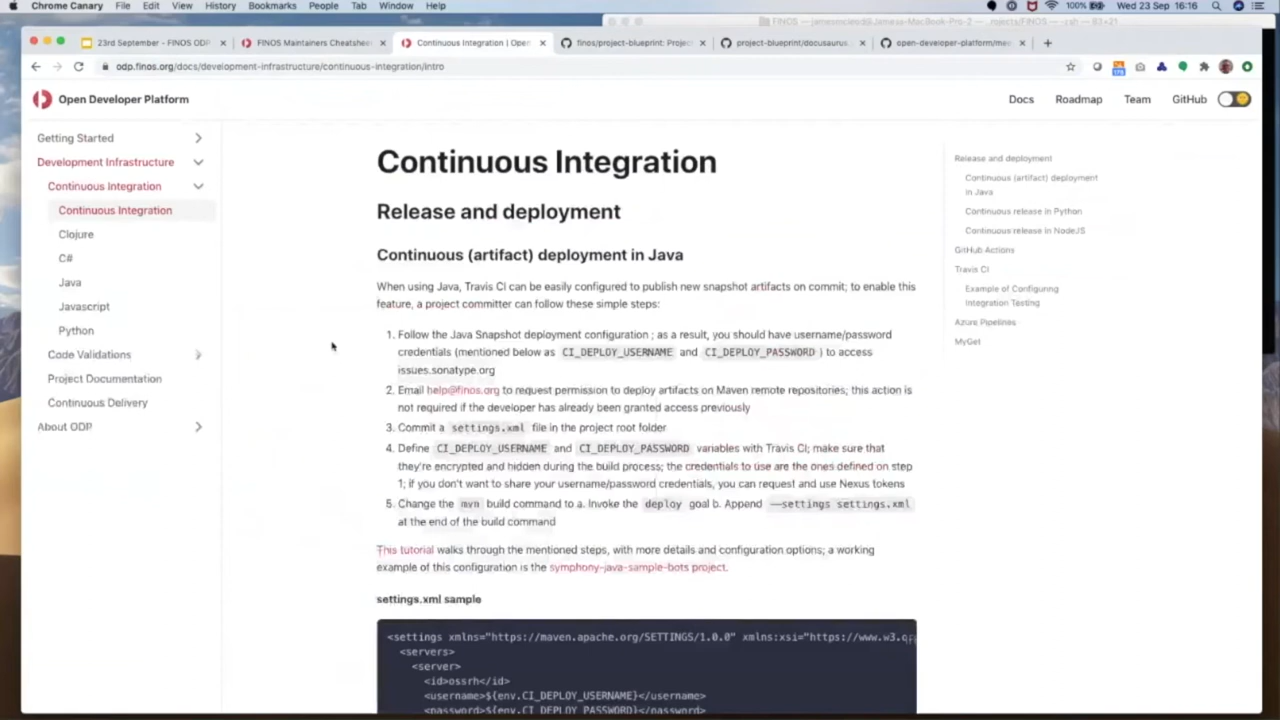 Chrome Canary File Edit View History Bookmarks People Tab Window Help 100% Wed 23 Sep 16:16
23rd September - FINOS ODP
FINOS Maintainers Cheatshee
Continuous Integration | Open
finos/project-blueprint: Project
project-blueprint/docusaurus
open-developer-platform/
odp.finos.org/docs/development-infrastructure/continuous-integration/intro
Open Developer Platform
Docs Roadmap Team GitHub
Getting Started
Development Infrastructure
Continuous Integration
Continuous Integration
Clojure
C#
Java
Javascript
Python
Code Validations
Project Documentation
Continuous Delivery
About ODP
Continuous Integration
Release and deployment
Continuous (artifact) deployment in Java
When using Java, Travis CI can be easily configured to publish new snapshot artifacts on commit; to enable this
feature, a project committer can follow these simple steps:
1. Follow the Java Snapshot deployment configuration ; as a result, you should have username/password
credentials (mentioned below as CI_DEPLOY_USERNAME and CI_DEPLOY_PASSWORD ) to access
issues.sonatype.org
2. Email help@finos.org to request permission to deploy artifacts on Maven remote repositories; this action is
not required if the developer has already been granted access previously
3. Commit a settings.xml file in the project root folder
4. Define CI_DEPLOY_USERNAME and CI_DEPLOY_PASSWORD variables with Travis CI; make sure that
they're encrypted and hidden during the build process; the credentials to use are the ones defined on step
1; if you don't want to share your username/password credentials, you can request and use Nexus tokens
5. Change the mvn build command to a. Invoke the deploy goal b. Append --settings settings.xml
at the end of the build command
This tutorial walks through the mentioned steps, with more details and configuration options; a working
example of this configuration is the symphony-java-sample-bots project.
settings.xml sample
<settings xmlns="https://maven.apache.org/SETTINGS/1.0.0" xmlns:xsi="https://www.w3.or
<servers>
<server>
<id>ossrh</id>
<username>${env.CI_DEPLOY_USERNAME}</username>
<password>${env.CI_DEPLOY_PASSWORD}</password>
Release and deployment
Continuous (artifact) deployment
in Java
Continuous release in Python
Continuous release in NodeJS
GitHub Actions
Travis CI
Example of Configuring
Integration Testing
Azure Pipelines
MyGet